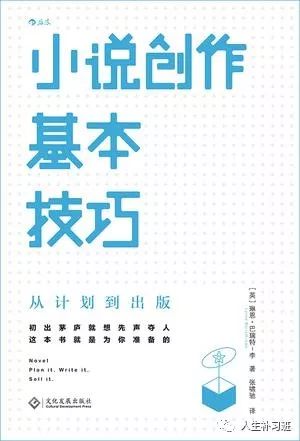 后浪
小说创作
基本
技巧
从计划到出版
初出茅庐就想先声夺人
这本书就是为你准备的
Novel
Plan it. Write it.
Sell it.
[英] 琳恩·巴瑞特-李 著
张啸驰 译
文化发展出版社
Cultural Development Press
人生补习班